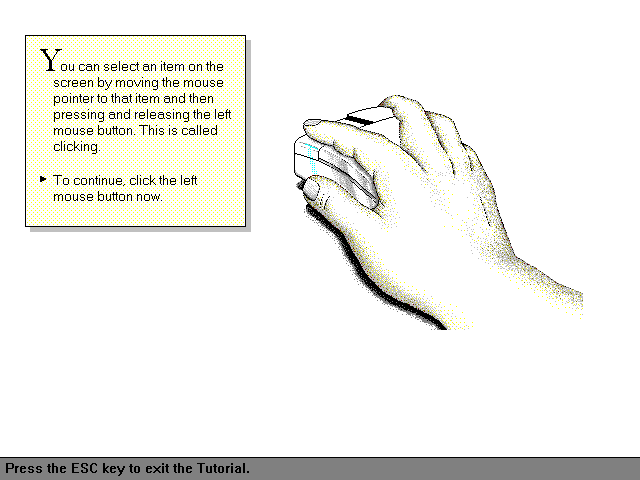 You can select an item on the
screen by moving the mouse
pointer to that item and then
pressing and releasing the left
mouse button. This is called
clicking.
To continue, click the left
mouse button now.
Press the ESC key to exit the Tutorial.